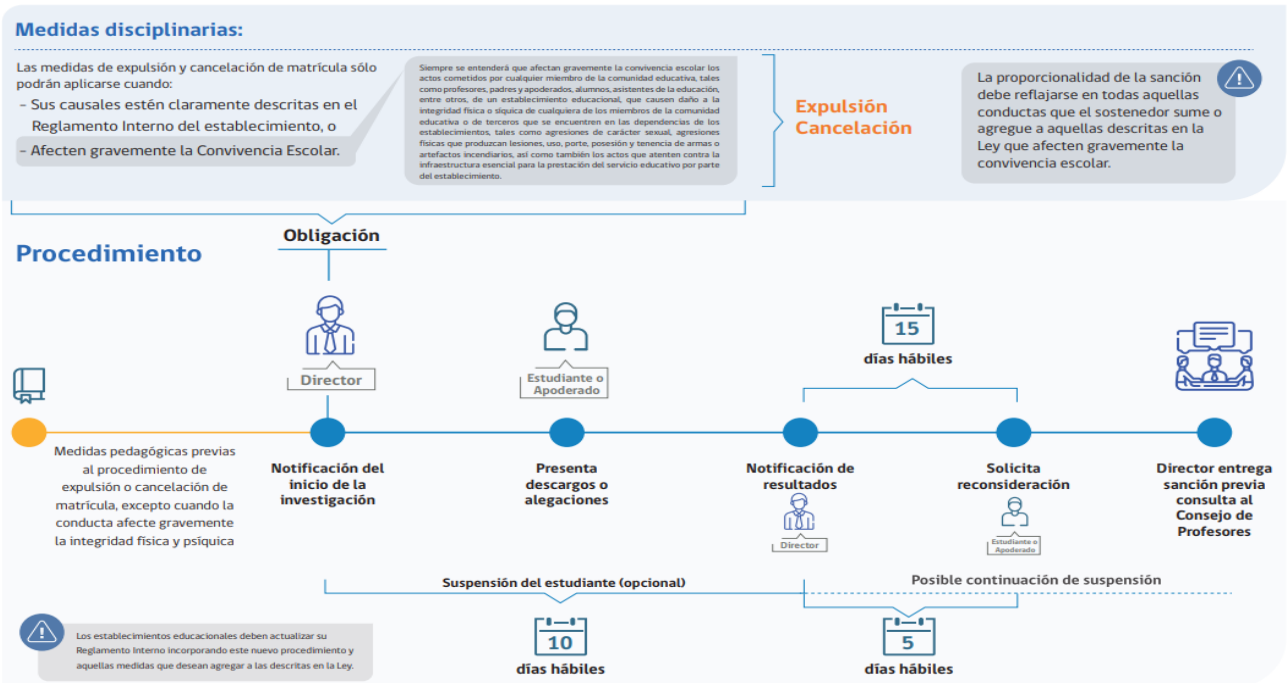 Medidas disciplinarias:
Las medidas de expulsión y cancelación de matrícula sólo
podrán aplicarse cuando:
- Sus causales estén claramente descritas en el
Reglamento Interno del establecimiento, o
- Afecten gravemente la Convivencia Escolar.
Siempre se entenderá que afectan gravemente la convivencia escolar los
actos cometidos por cualquier miembro de la comunidad educativa, tales
como profesores, padres y apoderados, alumnos, asistentes de la educación,
entre otros, de un establecimiento educacional, que causen daño a la
integridad física o síquica de cualquiera de los miembros de la comunidad
educativa o de terceros que se encuentren en las dependencias de los
establecimientos, tales como agresiones de carácter sexual, agresiones
físicas que produzcan lesiones, uso, porte, posesión y tenencia de armas o
artefactos incendiarios, así como también los actos que atenten contra la
infraestructura esencial para la prestación del servicio educativo por parte
del establecimiento.
Expulsión
Cancelación
La proporcionalidad de la sanción
debe reflajarse en todas aquellas
conductas que el sostenedor sume o
agregue a aquellas descritas en la
Ley que afecten gravemente la
convivencia escolar.
Procedimiento
Obligación
Director
Estudiante o
Apoderado
15
días hábiles
Medidas pedagógicas previas
al procedimiento de
expulsión o cancelación de
matrícula, excepto cuando la
conducta afecte gravemente
la integridad física y psíquica
Notificación del
inicio de la
investigación
Presenta
descargos o
alegaciones
Notificación de
resultados
Director
Solicita
reconsideración
Estudiante o
Apoderado
Director entrega
sanción previa
consulta al
Consejo de
Profesores
Suspensión del estudiante (opcional)
Posible continuación de suspensión
10
días hábiles
5
días hábiles
Los establecimientos educacionales deben actualizar su
Reglamento Interno incorporando este nuevo procedimiento y
aquellas medidas que desean agregar a las descritas en la Ley.